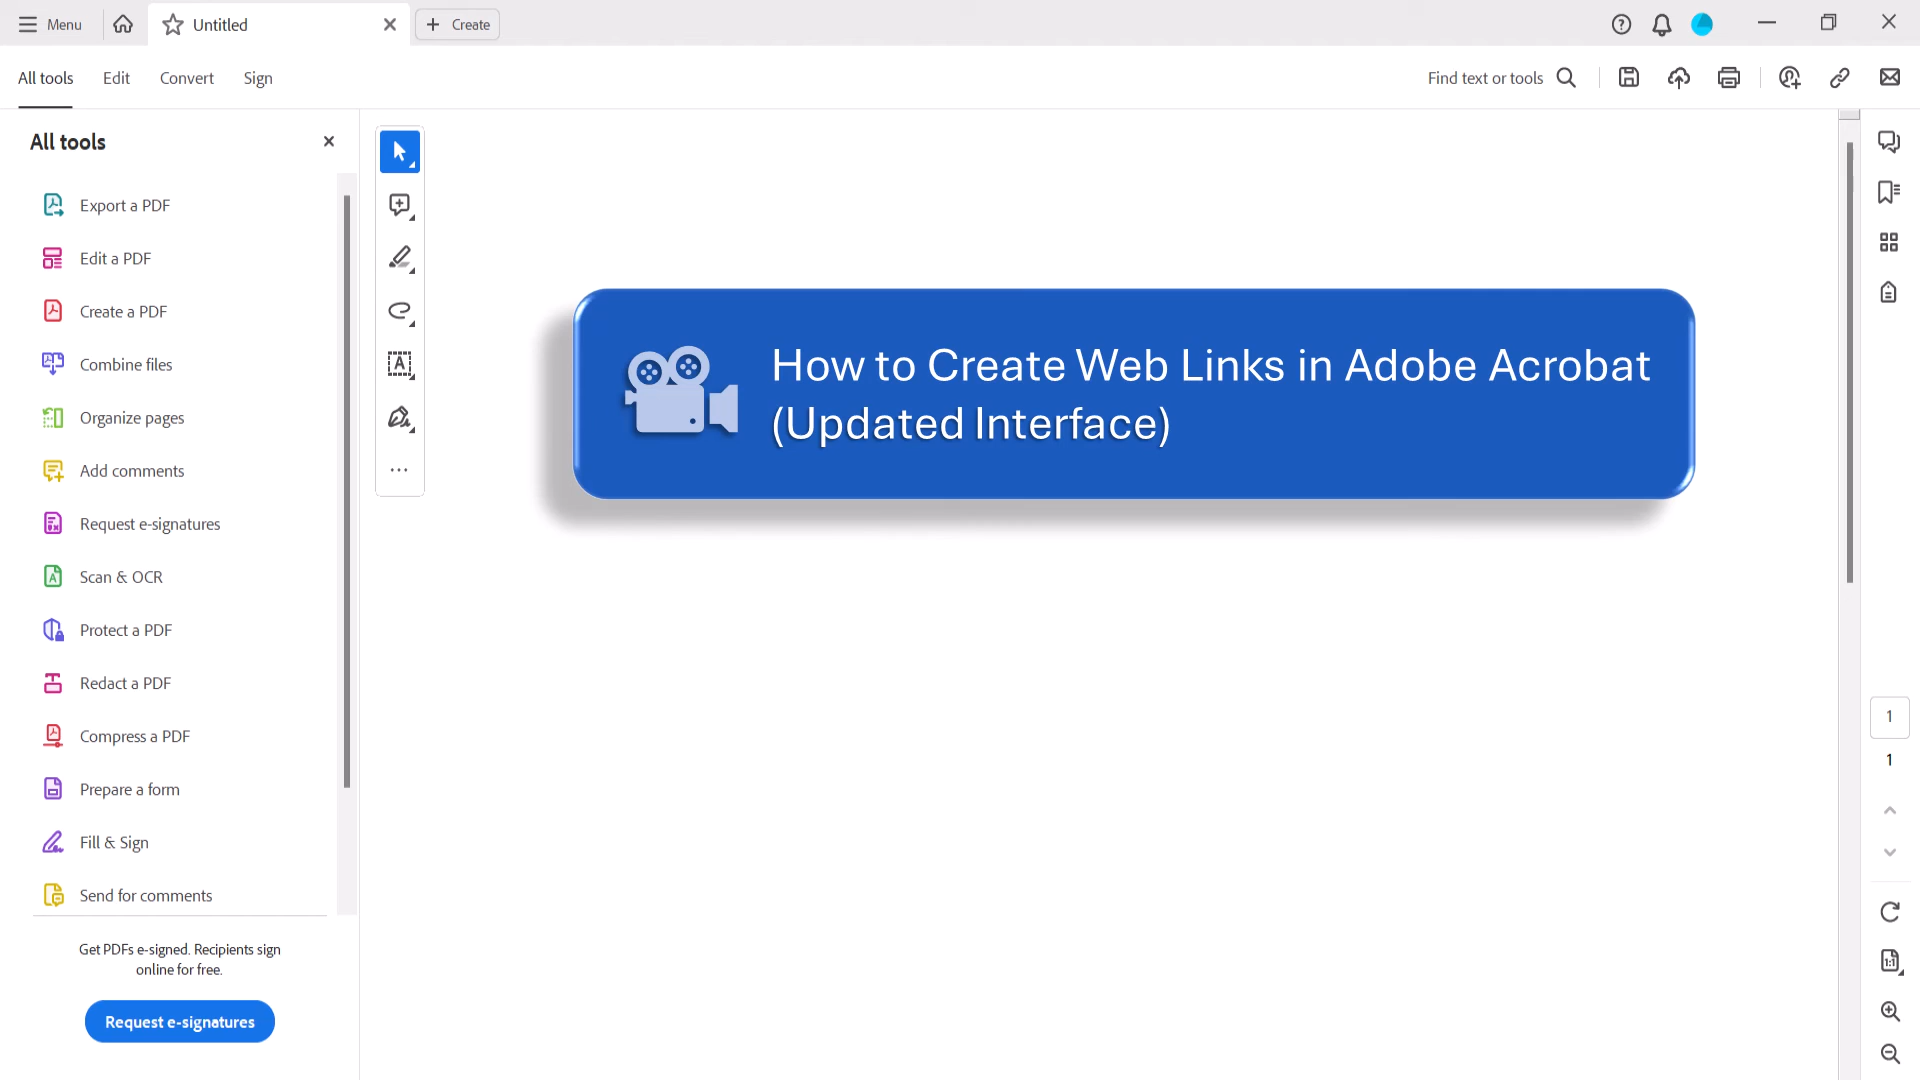 Menu
Untitled
Create
All tools
Edit
Convert
Sign
Find text or tools
All tools
Export a PDF
Edit a PDF
Create a PDF
Combine files
Organize pages
Add comments
Request e-signatures
Scan & OCR
Protect a PDF
Redact a PDF
Compress a PDF
Prepare a form
Fill & Sign
Send for comments
Get PDFs e-signed. Recipients sign
online for free.
Request e-signatures
How to Create Web Links in Adobe Acrobat
(Updated Interface)
1
1